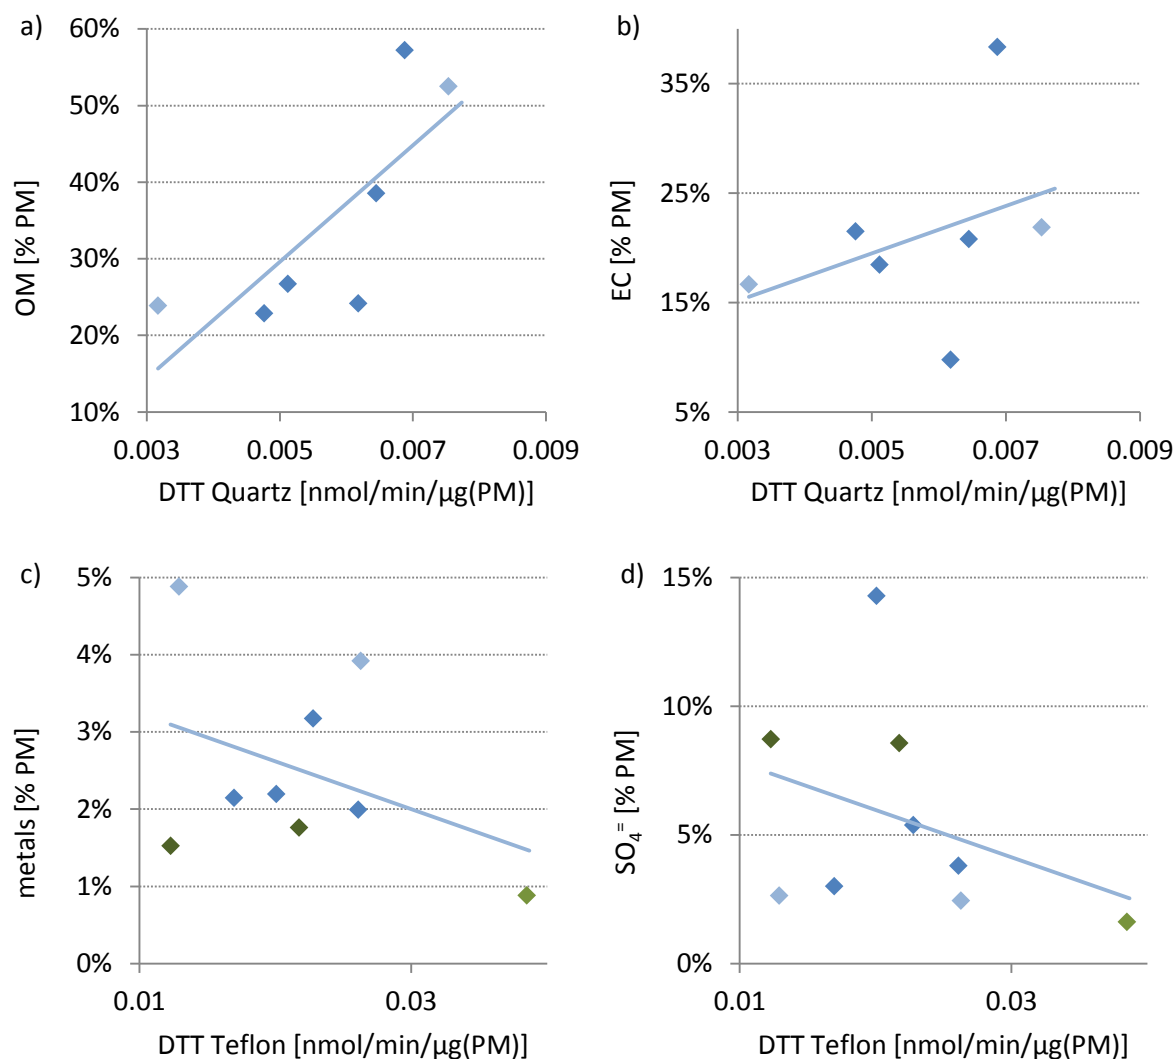 a)
60%
50%
40%
30%
20%
10%
OM [% PM]
0.003 0.005 0.007 0.009
DTT Quartz [nmol/min/µg(PM)]
b)
35%
25%
15%
5%
EC [% PM]
0.003 0.005 0.007 0.009
DTT Quartz [nmol/min/µg(PM)]
c)
5%
4%
3%
2%
1%
0%
metals [% PM]
0.01 0.03
DTT Teflon [nmol/min/µg(PM)]
d)
15%
10%
5%
0%
SO₄⁼ [% PM]
0.01 0.03
DTT Teflon [nmol/min/µg(PM)]